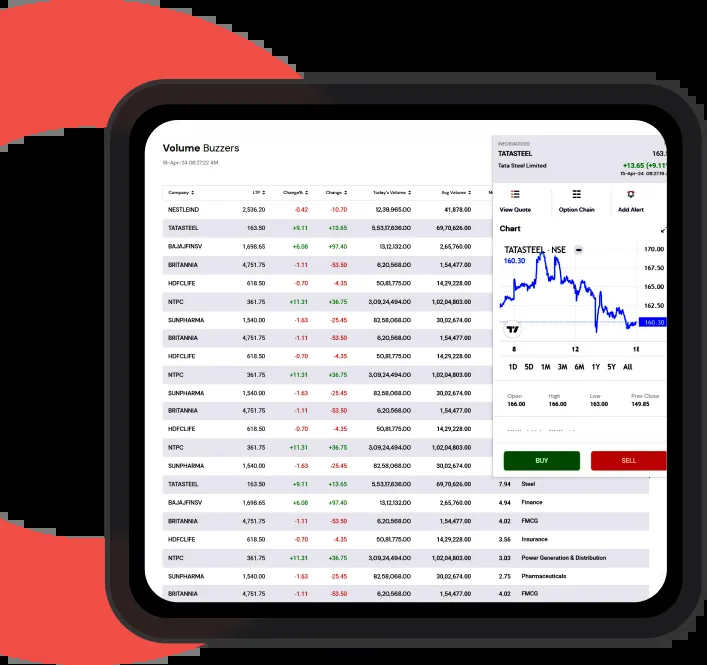 Volume Buzzers
15-Apr-24 08:27:22 AM
Company LTP Change% Change Today's Volume Avg Volume
NESTLEIND 2,536.20 -0.42 -10.70 12,39,965.00 41,878.00
TATASTEEL 163.50 +9.11 +13.65 5,53,17,636.00 69,70,626.00
BAJAJFINSV 1,698.65 +6.08 +97.40 13,12,132.00 2,65,760.00
BRITANNIA 4,751.75 -1.11 -53.50 6,20,568.00 1,54,477.00
HDFCLIFE 618.50 -0.70 -4.35 50,81,775.00 14,29,228.00
NTPC 361.75 +11.31 +36.75 3,09,24,494.00 1,02,04,803.00
SUNPHARMA 1,540.00 -1.63 -25.45 82,58,068.00 30,02,674.00
BRITANNIA 4,751.75 -1.11 -53.50 6,20,568.00 1,54,477.00
HDFCLIFE 618.50 -0.70 -4.35 50,81,775.00 14,29,228.00
NTPC 361.75 +11.31 +36.75 3,09,24,494.00 1,02,04,803.00
SUNPHARMA 1,540.00 -1.63 -25.45 82,58,068.00 30,02,674.00
BRITANNIA 4,751.75 -1.11 -53.50 6,20,568.00 1,54,477.00
HDFCLIFE 618.50 -0.70 -4.35 50,81,775.00 14,29,228.00
NTPC 361.75 +11.31 +36.75 3,09,24,494.00 1,02,04,803.00
SUNPHARMA 1,540.00 -1.63 -25.45 82,58,068.00 30,02,674.00
TATASTEEL 163.50 +9.11 +13.65 5,53,17,636.00 69,70,626.00 7.94 Steel
BAJAJFINSV 1,698.65 +6.08 +97.40 13,12,132.00 2,65,760.00 4.94 Finance
BRITANNIA 4,751.75 -1.11 -53.50 6,20,568.00 1,54,477.00 4.02 FMCG
HDFCLIFE 618.50 -0.70 -4.35 50,81,775.00 14,29,228.00 3.56 Insurance
NTPC 361.75 +11.31 +36.75 3,09,24,494.00 1,02,04,803.00 3.03 Power Generation & Distribution
SUNPHARMA 1,540.00 -1.63 -25.45 82,58,068.00 30,02,674.00 2.75 Pharmaceuticals
BRITANNIA 4,751.75 -1.11 -53.50 6,20,568.00 1,54,477.00 4.02 FMCG
TATASTEEL 163.5
Tata Steel Limited +13.65 (+9.11%
View Quote Option Chain Add Alert
Chart
TATASTEEL · NSE
160.30
170.00
167.50
165.00
162.50
160.30
8 12 18
1D 5D 1M 3M 6M 1Y 5Y All
Open High Low Prev Close
166.00 166.00 163.00 149.85
BUY SELL